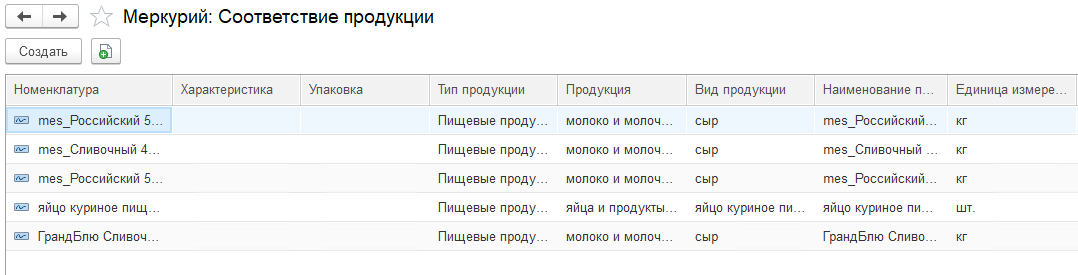 Меркурий: Соответствие продукции
Создать
Номенклатура Характеристика Упаковка Тип продукции Продукция Вид продукции Наименование п... Единица измере...
mes_Российский 5... Пищевые проду... молоко и молоч... сыр mes_Российский... кг
mes_Сливочный 4... Пищевые проду... молоко и молоч... сыр mes_Сливочный ... кг
mes_Российский 5... Пищевые проду... молоко и молоч... сыр mes_Российский... кг
яйцо куриное пищ... Пищевые проду... яйца и продукты... яйцо куриное пи... яйцо куриное пи... шт.
ГрандБлю Сливоч... Пищевые проду... молоко и молоч... сыр ГрандБлю Сливо... кг